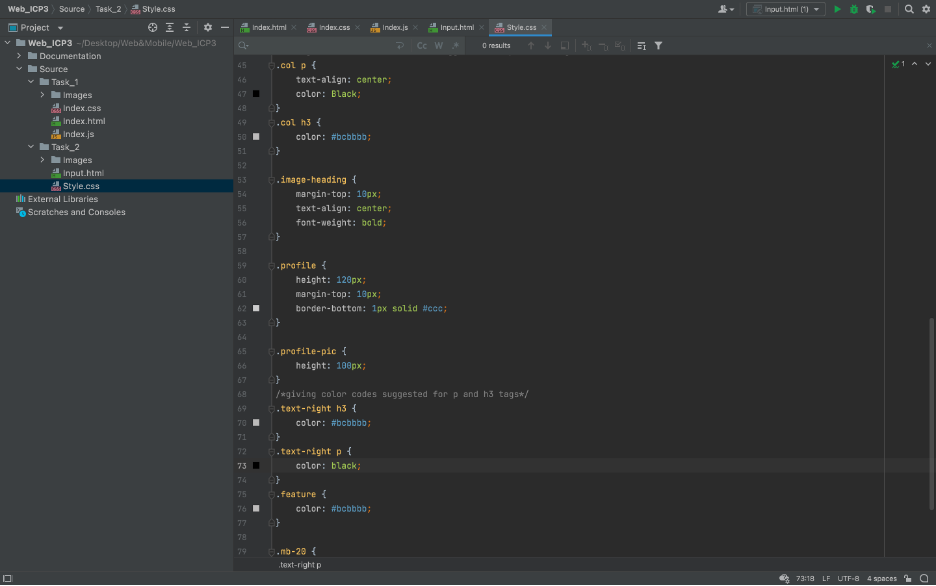 Web_ICP3 Source Task_2 Style.css Input.html (1)
Project
Index.html Index.css Index.js Input.html Style.css
Web_ICP3 ~/Desktop/Web&Mobile/Web_ICP3
Documentation
Source
Task_1
Images
Index.css
Index.html
Index.js
Task_2
Images
Input.html
Style.css
External Libraries
Scratches and Consoles
Cc W .* 0 results
1
45 .col p {
46 text-align: center;
47 color: Black;
48 }
49 .col h3 {
50 color: #bcbbbb;
51 }
52
53 .image-heading {
54 margin-top: 10px;
55 text-align: center;
56 font-weight: bold;
57 }
58
59 .profile {
60 height: 120px;
61 margin-top: 10px;
62 border-bottom: 1px solid #ccc;
63 }
64
65 .profile-pic {
66 height: 100px;
67 }
68 /*giving color codes suggested for p and h3 tags*/
69 .text-right h3 {
70 color: #bcbbbb;
71 }
72 .text-right p {
73 color: black;
74 }
75 .feature {
76 color: #bcbbbb;
77 }
78
79 .mb-20 {
.text-right p
73:18 LF UTF-8 4 spaces